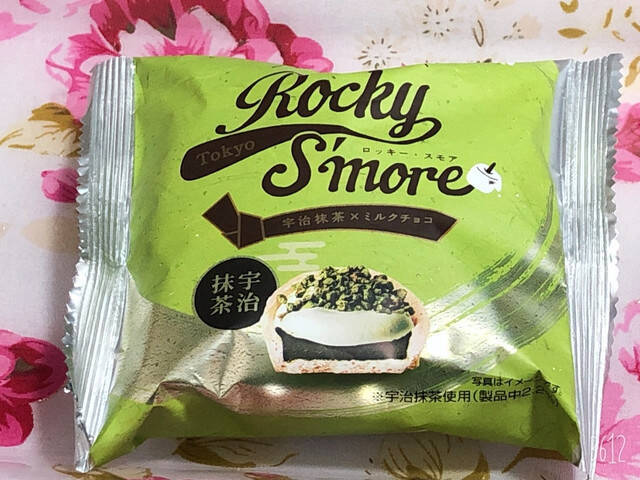 Rocky
Tokyo
ロッキー・スモア
S'more
宇治抹茶×ミルクチョコ
宇治
抹茶
写真はイメージ
※宇治抹茶使用(製品中2.2
612